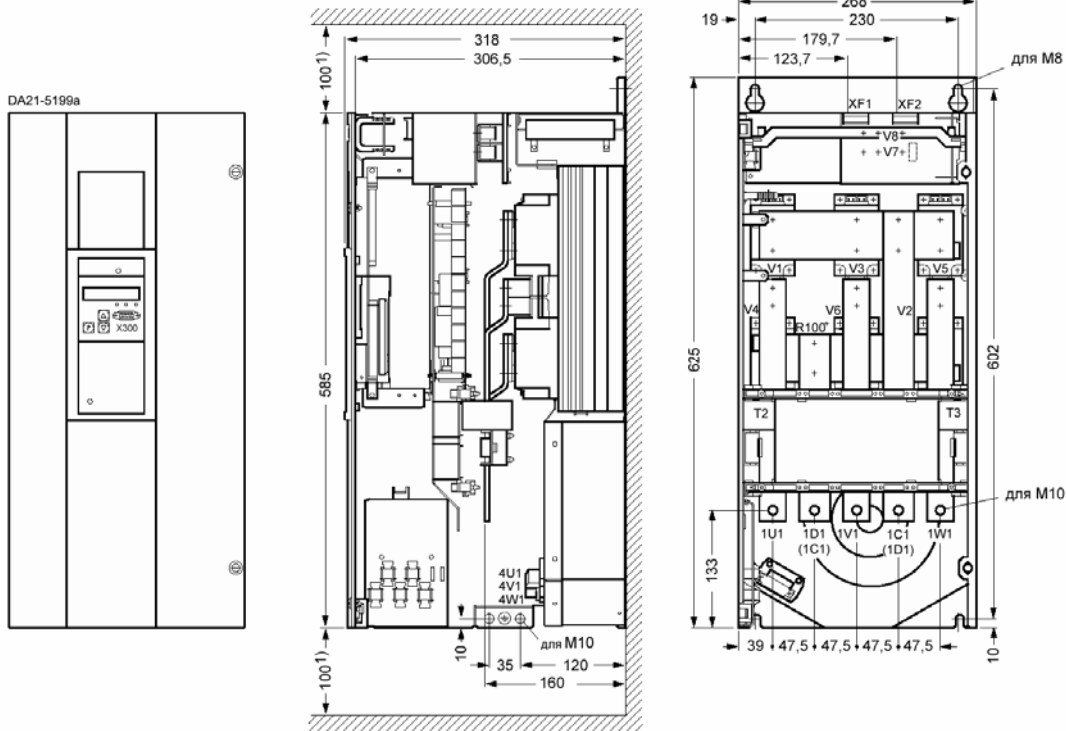 DA21-5199a
X300
100 1)
318
306,5
585
4U1
4V1
4W1
для M10
10
35
120
160
100 1)
268
19
230
179,7
123,7
для M8
XF1
XF2
V8
V7
V1
V3
V5
V4
V6
V2
R100
625
602
T2
T3
для M10
1U1
1D1
(1C1)
1V1
1C1
(1D1)
1W1
133
39
47,5
47,5
47,5
47,5
10